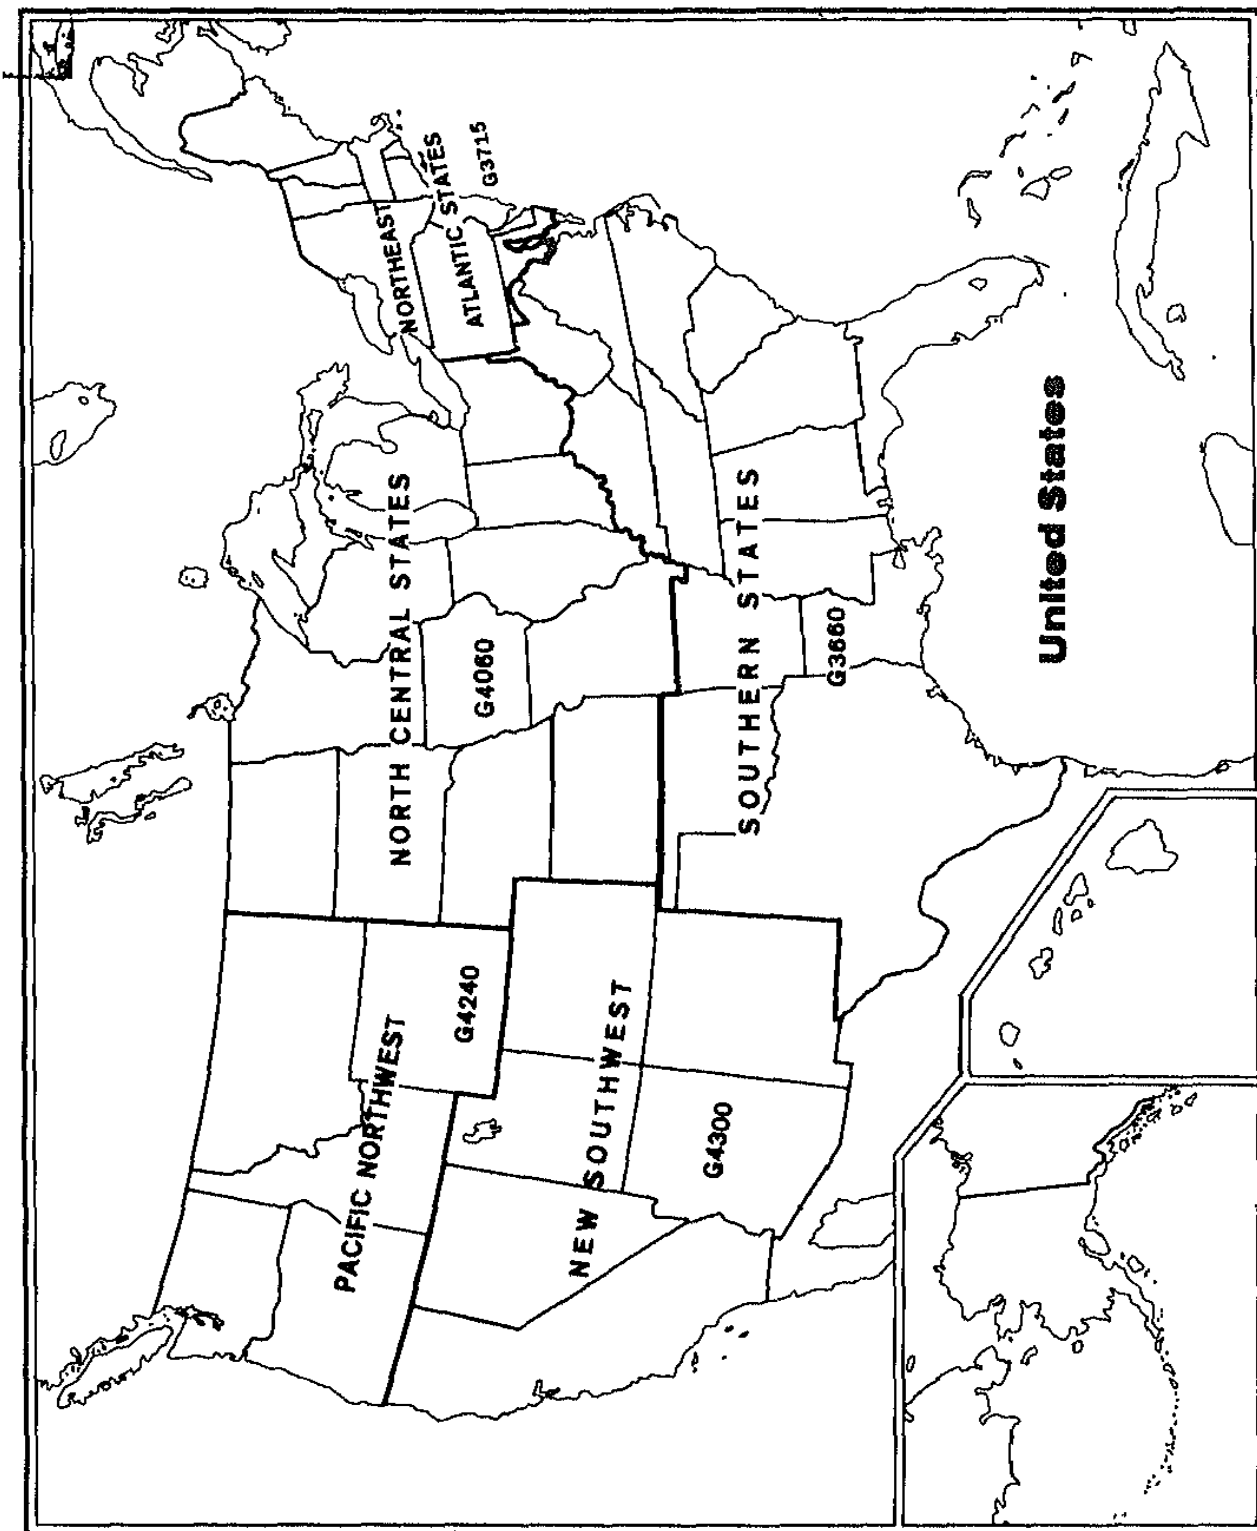 NORTHEAST
ATLANTIC STATES
G3715
NORTH CENTRAL STATES
G4060
PACIFIC NORTHWEST
G4240
NEW SOUTHWEST
G4300
SOUTHERN STATES
G3660
United States